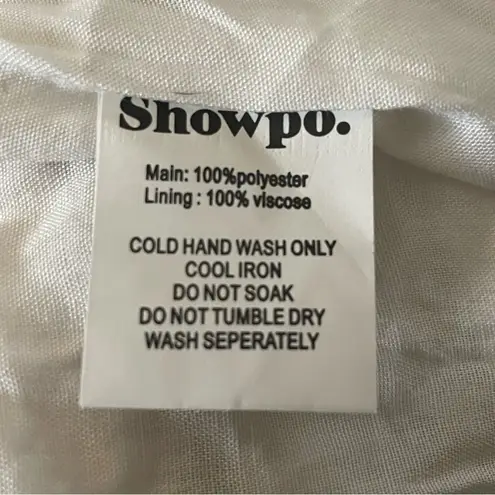 Showpo.
Main: 100%polyester
Lining : 100% viscose
COLD HAND WASH ONLY
COOL IRON
DO NOT SOAK
DO NOT TUMBLE DRY
WASH SEPERATELY